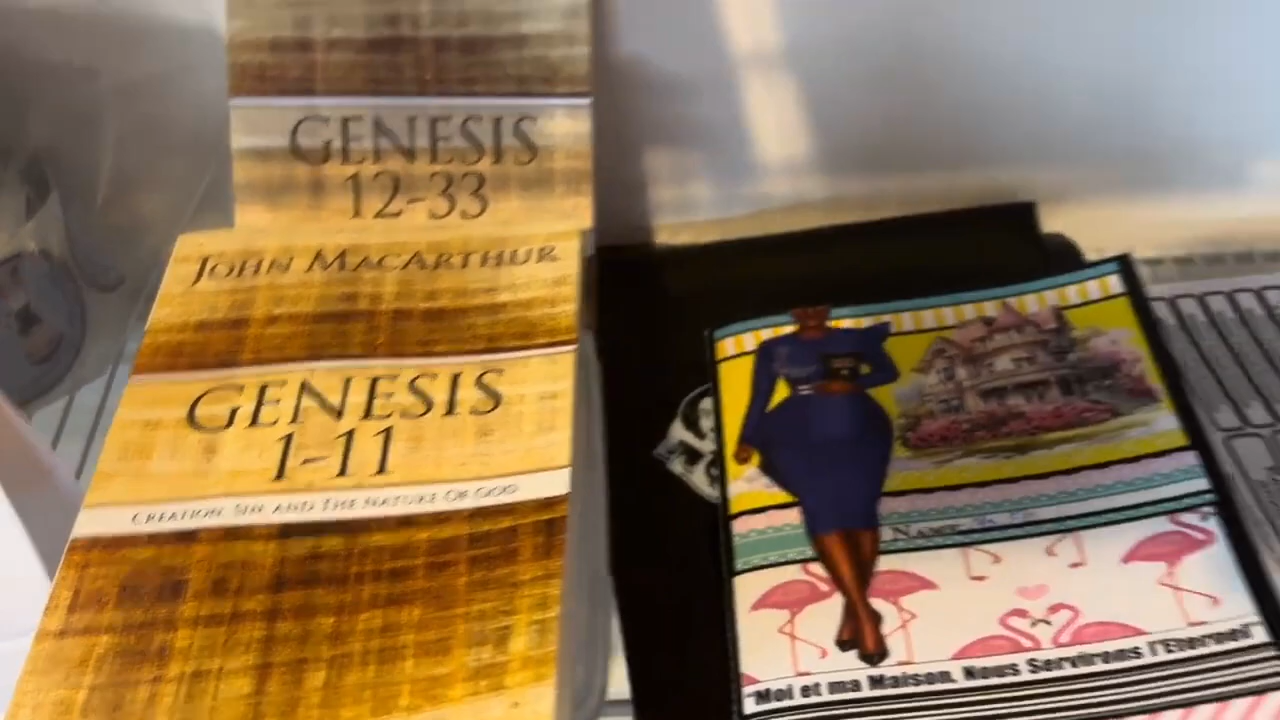 GENESIS
12-33
JOHN MACARTHUR
GENESIS
1-11
CREATION, SIN AND THE NATURE OF GOD
NAME
"Moi et ma Maison, Nous Servirons l'Eternel"